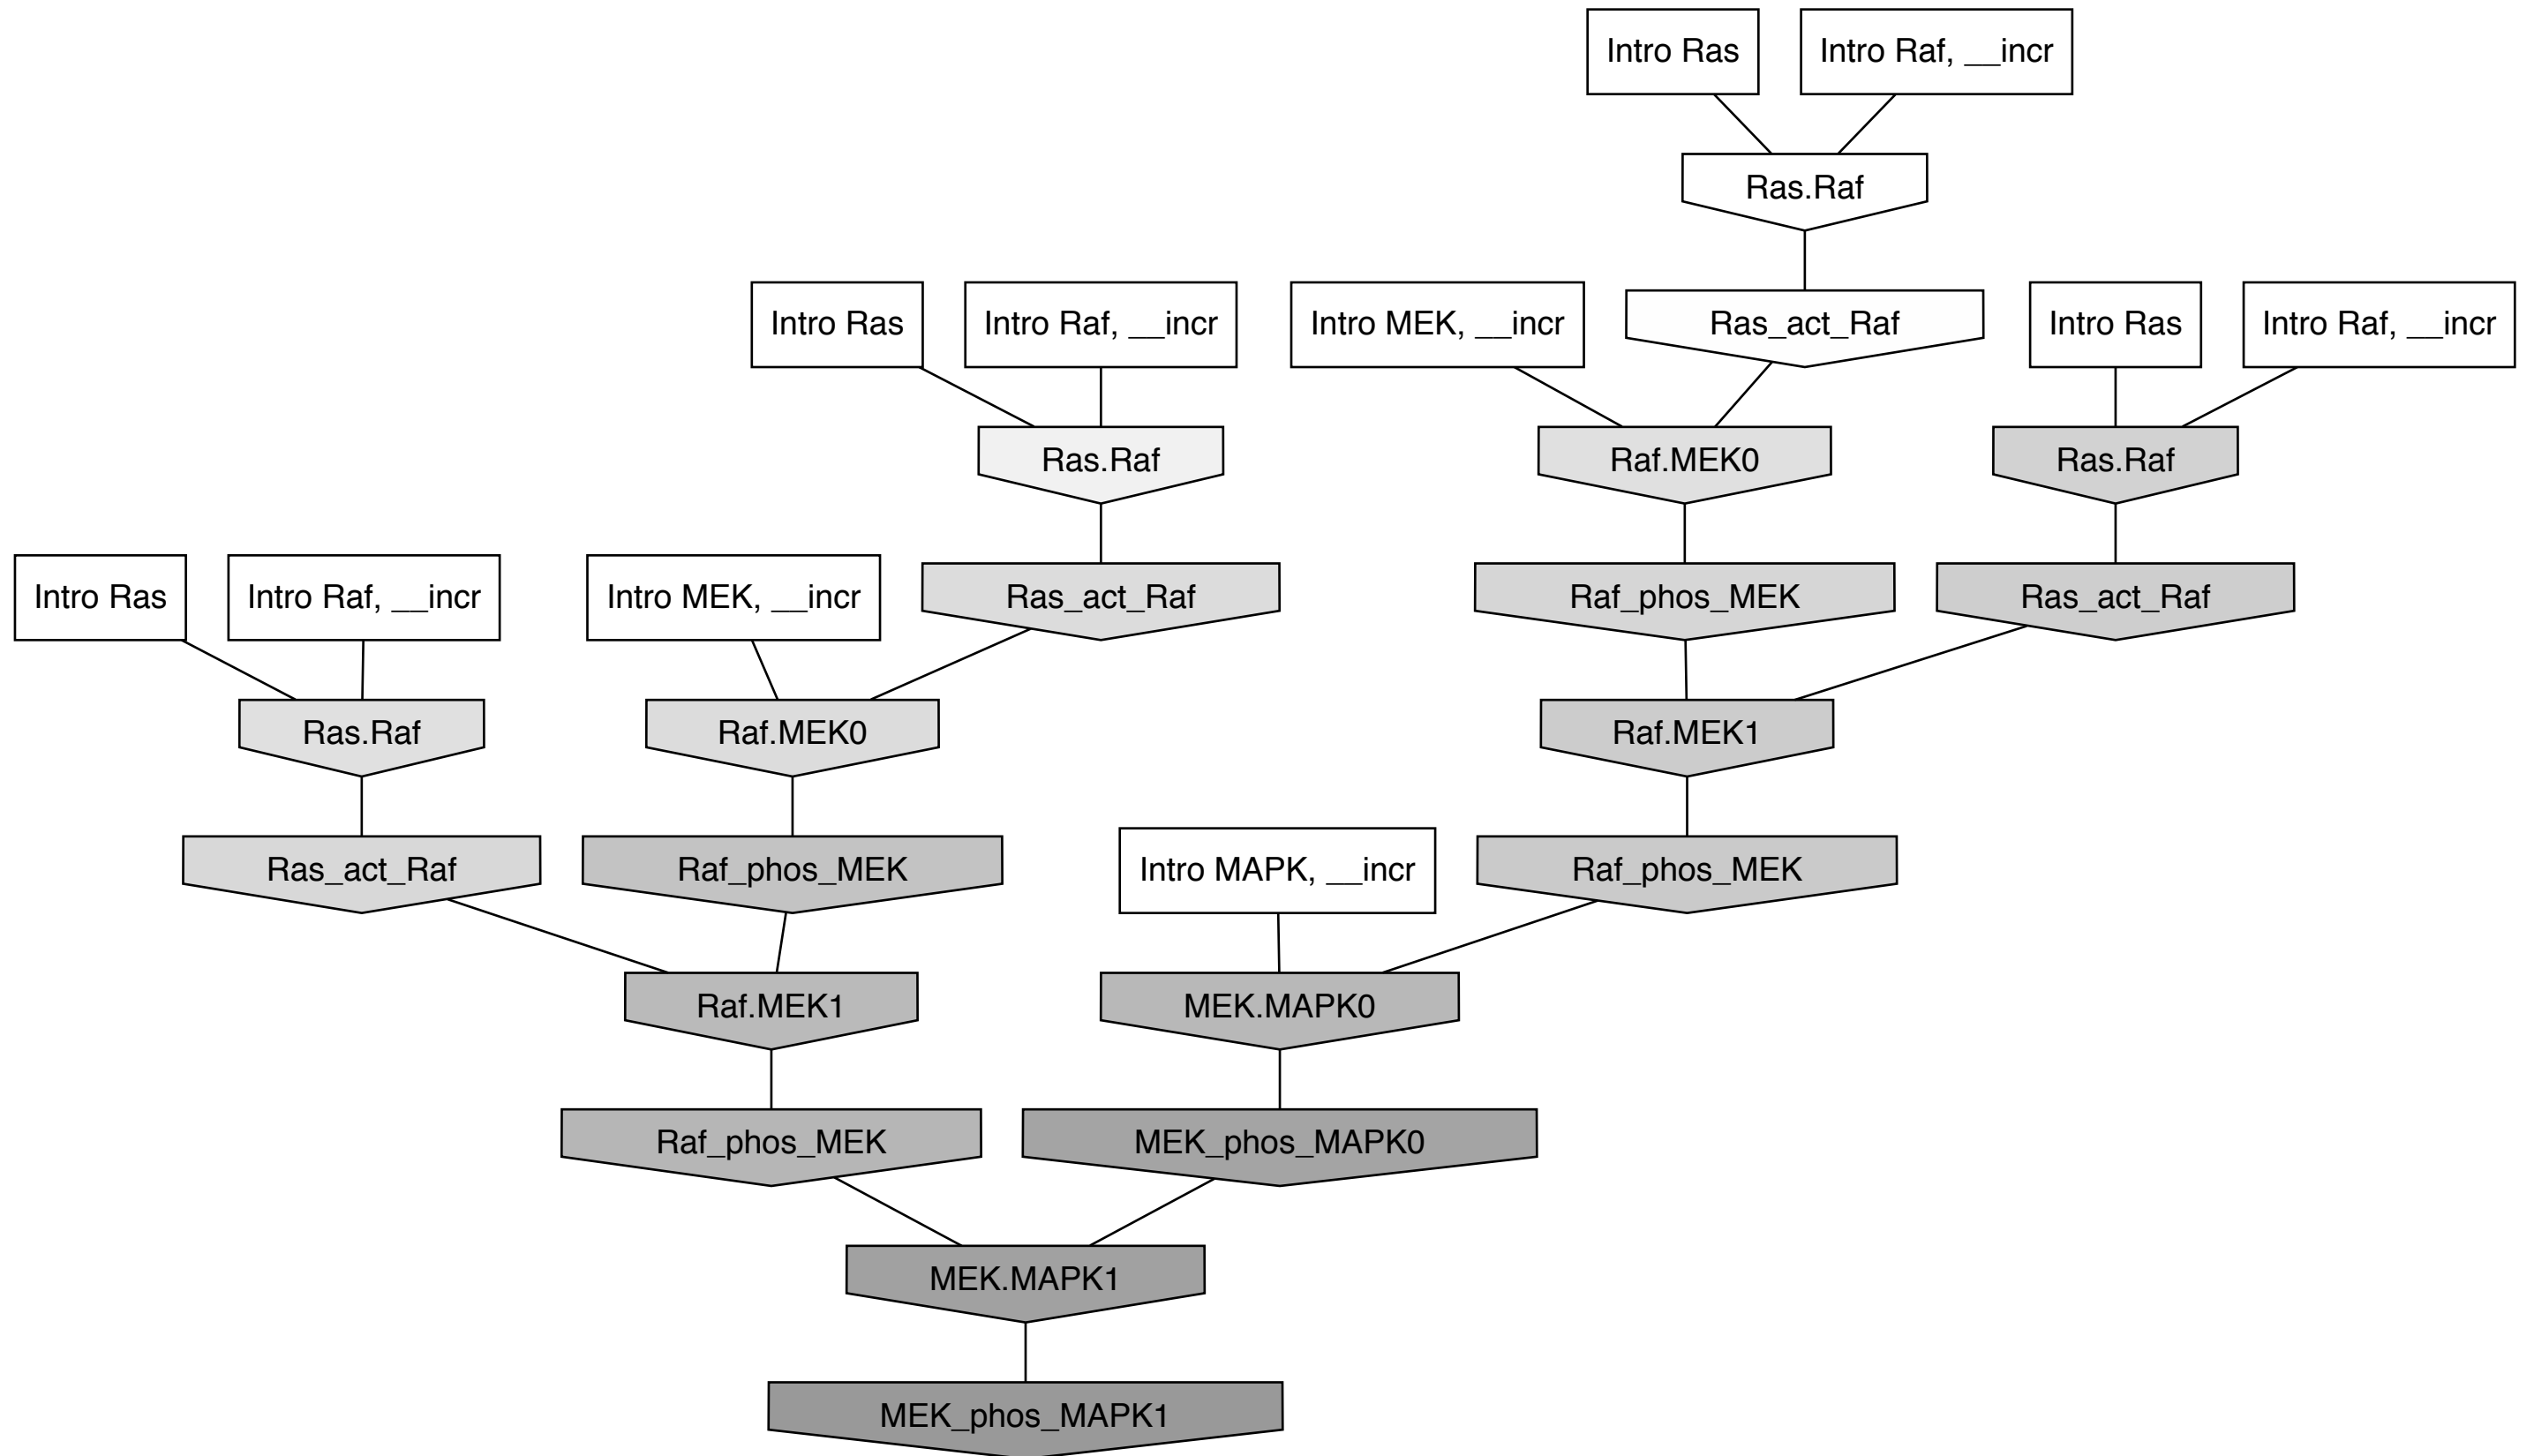 Intro Ras
Intro Raf, __incr
Ras.Raf
Intro Ras
Intro Raf, __incr
Intro MEK, __incr
Ras_act_Raf
Intro Ras
Intro Raf, __incr
Ras.Raf
Raf.MEK0
Ras.Raf
Intro Ras
Intro Raf, __incr
Intro MEK, __incr
Ras_act_Raf
Raf_phos_MEK
Ras_act_Raf
Ras.Raf
Raf.MEK0
Raf.MEK1
Ras_act_Raf
Raf_phos_MEK
Intro MAPK, __incr
Raf_phos_MEK
Raf.MEK1
MEK.MAPK0
Raf_phos_MEK
MEK_phos_MAPK0
MEK.MAPK1
MEK_phos_MAPK1